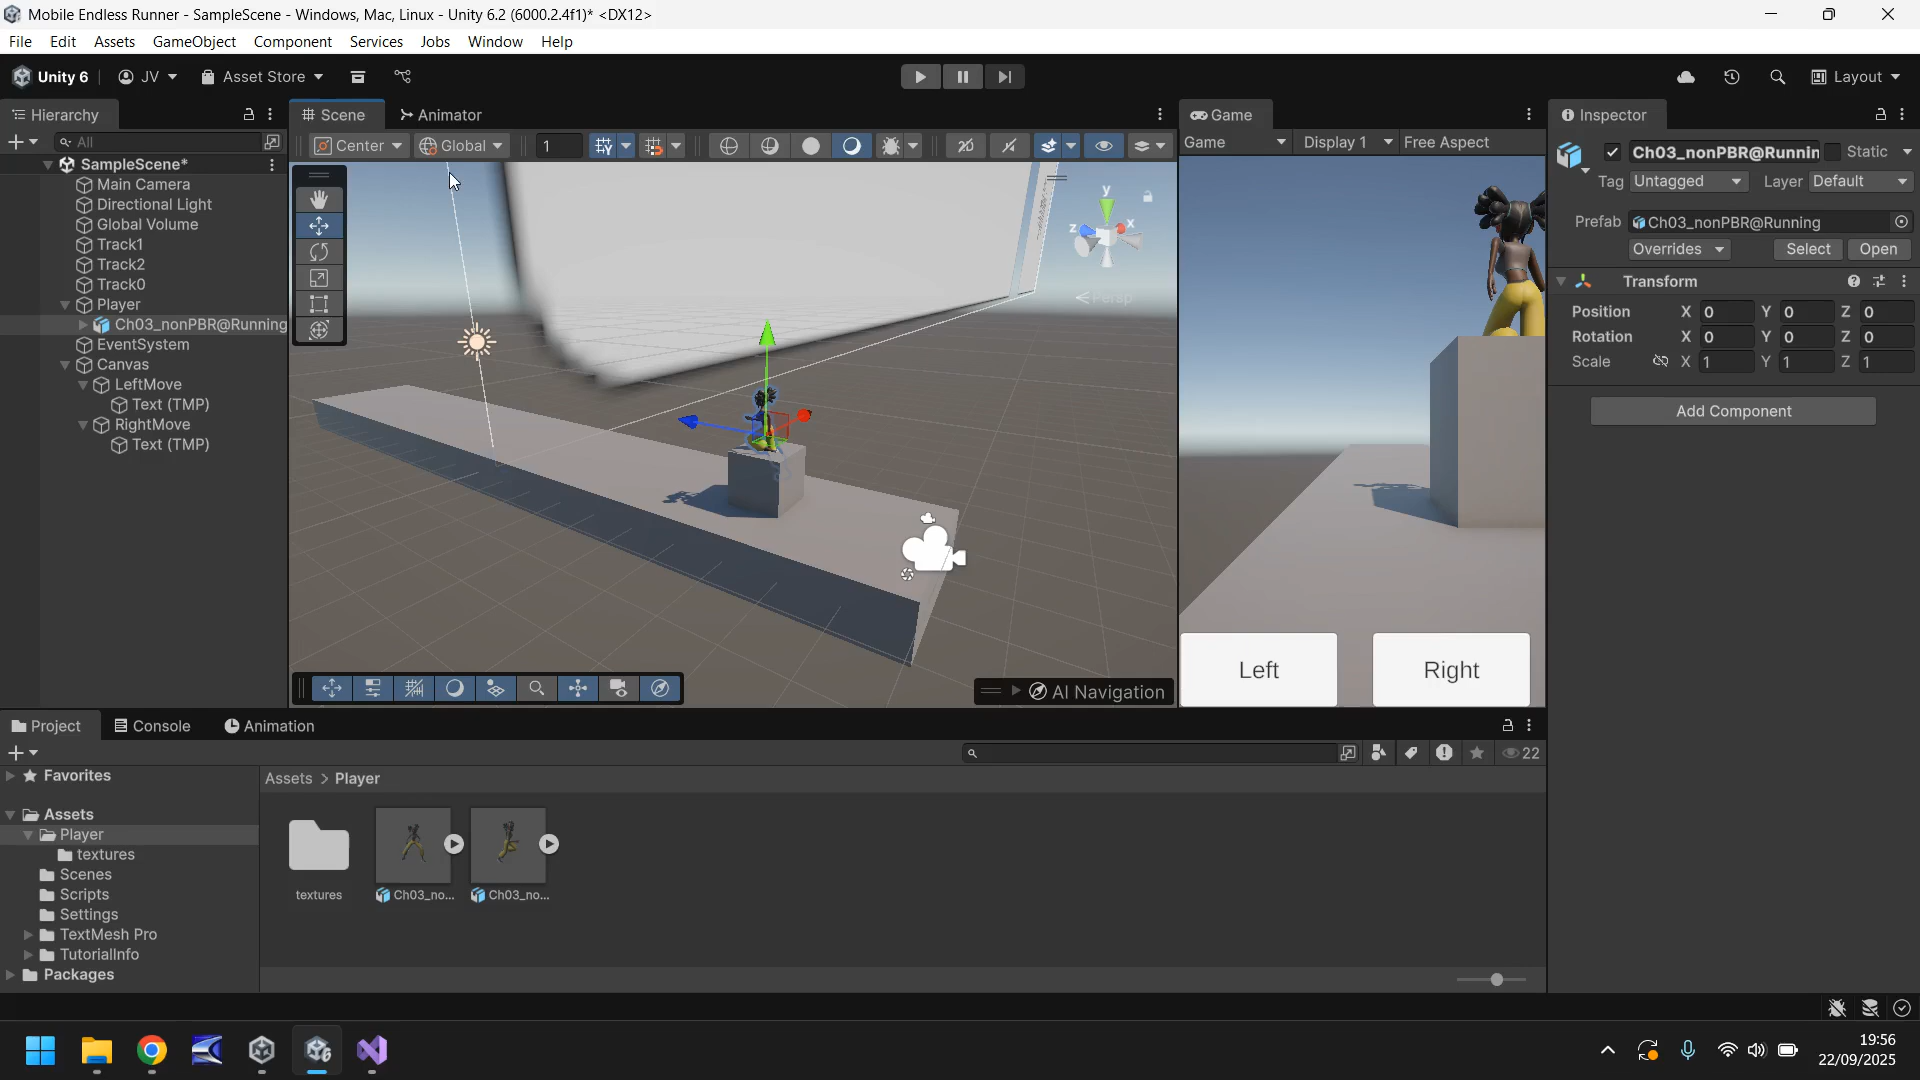 Mobile Endless Runner - SampleScene - Windows, Mac, Linux - Unity 6.2 (6000.2.4f1)* <DX12>
File Edit Assets GameObject Component Services Jobs Window Help
Unity 6 JV Asset Store Layout
Hierarchy
All
SampleScene*
Main Camera
Directional Light
Global Volume
Track1
Track2
Track0
Player
Ch03_nonPBR@Running
EventSystem
Canvas
LeftMove
Text (TMP)
RightMove
Text (TMP)
Scene Animator
Center Global 1
y
x
z
Persp
AI Navigation
Game
Game Display 1 Free Aspect
Left Right
Inspector
Ch03_nonPBR@Runnin Static
Tag Untagged Layer Default
Prefab Ch03_nonPBR@Running
Overrides Select Open
Transform
Position X 0 Y 0 Z 0
Rotation X 0 Y 0 Z 0
Scale X 1 Y 1 Z 1
Add Component
Project Console Animation
22
Favorites
Assets
Player
textures
Scenes
Scripts
Settings
TextMesh Pro
TutorialInfo
Packages
Assets > Player
textures Ch03_no... Ch03_no...
19:56
22/09/2025